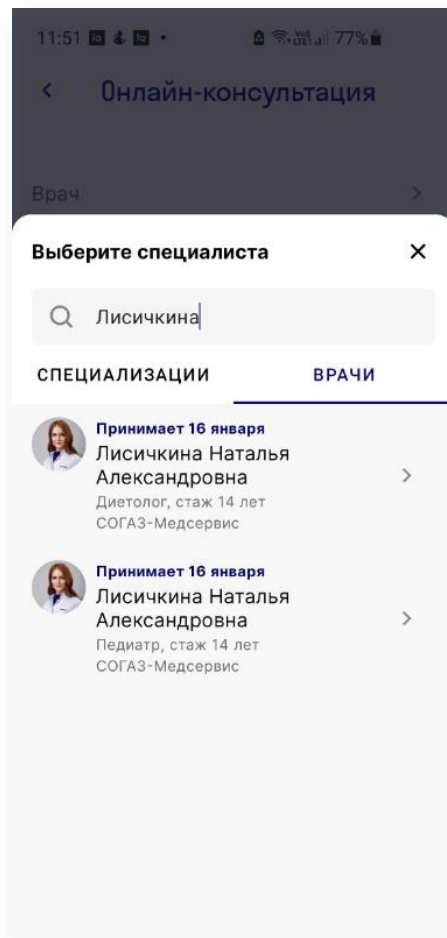 11:51
77%
Онлайн-консультация
Врач
Выберите специалиста
Лисичкина
СПЕЦИАЛИЗАЦИИ ВРАЧИ
Принимает 16 января
Лисичкина Наталья
Александровна
Диетолог, стаж 14 лет
СОГАЗ-Медсервис
Принимает 16 января
Лисичкина Наталья
Александровна
Педиатр, стаж 14 лет
СОГАЗ-Медсервис